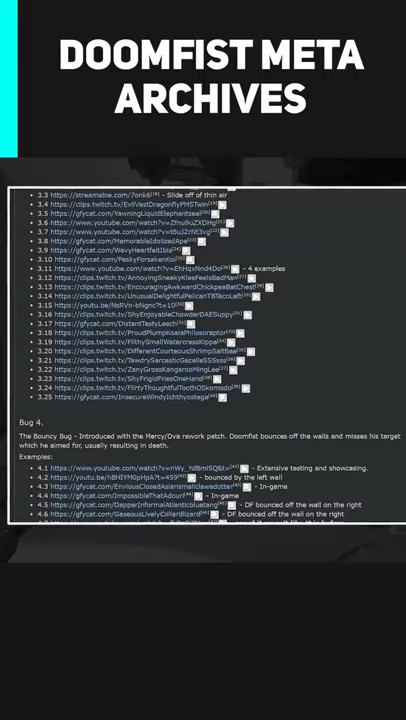 DOOMFIST META
ARCHIVES
• 3.3 https://streamable.com/7onk6[18] - Slide off of thin air
• 3.4 https://clips.twitch.tv/EvilVastDragonflyPMSTwin
• 3.5 https://gfycat.com/YawningLiquidElephantseal
• 3.6 https://www.youtube.com/watch?v=Zfnu9uZXDHg
• 3.7 https://www.youtube.com/watch?v=tBuJZrNt3vg
• 3.8 https://gfycat.com/MemorableIdolizedApe
• 3.9 https://gfycat.com/WavyHeartfeltIbis
• 3.10 https://gfycat.com/PeskyForsakenKoi
• 3.11 https://www.youtube.com/watch?v=EhHqxNnd4Do - 4 examples
• 3.12 https://clips.twitch.tv/AnnoyingSneakyKleeFeelsBadMan
• 3.13 https://clips.twitch.tv/EncouragingAwkwardChickpeaBatChest
• 3.14 https://clips.twitch.tv/UnusualDelightfulPelicanTBTacoLeft
• 3.15 https://youtu.be/NsRVn-bNgnc?t=10
• 3.16 https://clips.twitch.tv/ShyEnjoyableChowderDAESuppy
• 3.17 https://gfycat.com/DistantTastyLeech
• 3.18 https://clips.twitch.tv/ProudPlumpKoalaPhilosoraptor
• 3.19 https://clips.twitch.tv/FilthySmallWatercressKippa
• 3.20 https://clips.twitch.tv/DifferentCourteousShrimpSaltBae
• 3.21 https://clips.twitch.tv/TawdrySarcasticGazelleSSSsss
• 3.22 https://clips.twitch.tv/ZanyGrossKangarooMingLee
• 3.23 https://clips.twitch.tv/ShyFrigidFriesOneHand
• 3.24 https://clips.twitch.tv/FlirtyThoughtfulToothOSkomodo
• 3.25 https://gfycat.com/InsecureWindyIchthyostega
Bug 4.
The Bouncy Bug - Introduced with the Mercy/Dva rework patch. Doomfist bounces off the walls and misses his target
which he aimed for, usually resulting in death.
Examples:
• 4.1 https://www.youtube.com/watch?v=nWy_YdBmlSQ&t= - Extensive testing and showcasing.
• 4.2 https://youtu.be/hBHIYM0pHpA?t=459 - bounced by the left wall
• 4.3 https://gfycat.com/EnviousClosedAsiansmallclawedotter - In-game
• 4.4 https://gfycat.com/ImpossibleThatAdouri - In-game
• 4.5 https://gfycat.com/DapperInformalAtlanticbluetang - DF bounced off the wall on the right
• 4.6 https://gfycat.com/GaseousLivelyCollardlizard - DF bounced off the wall on the right